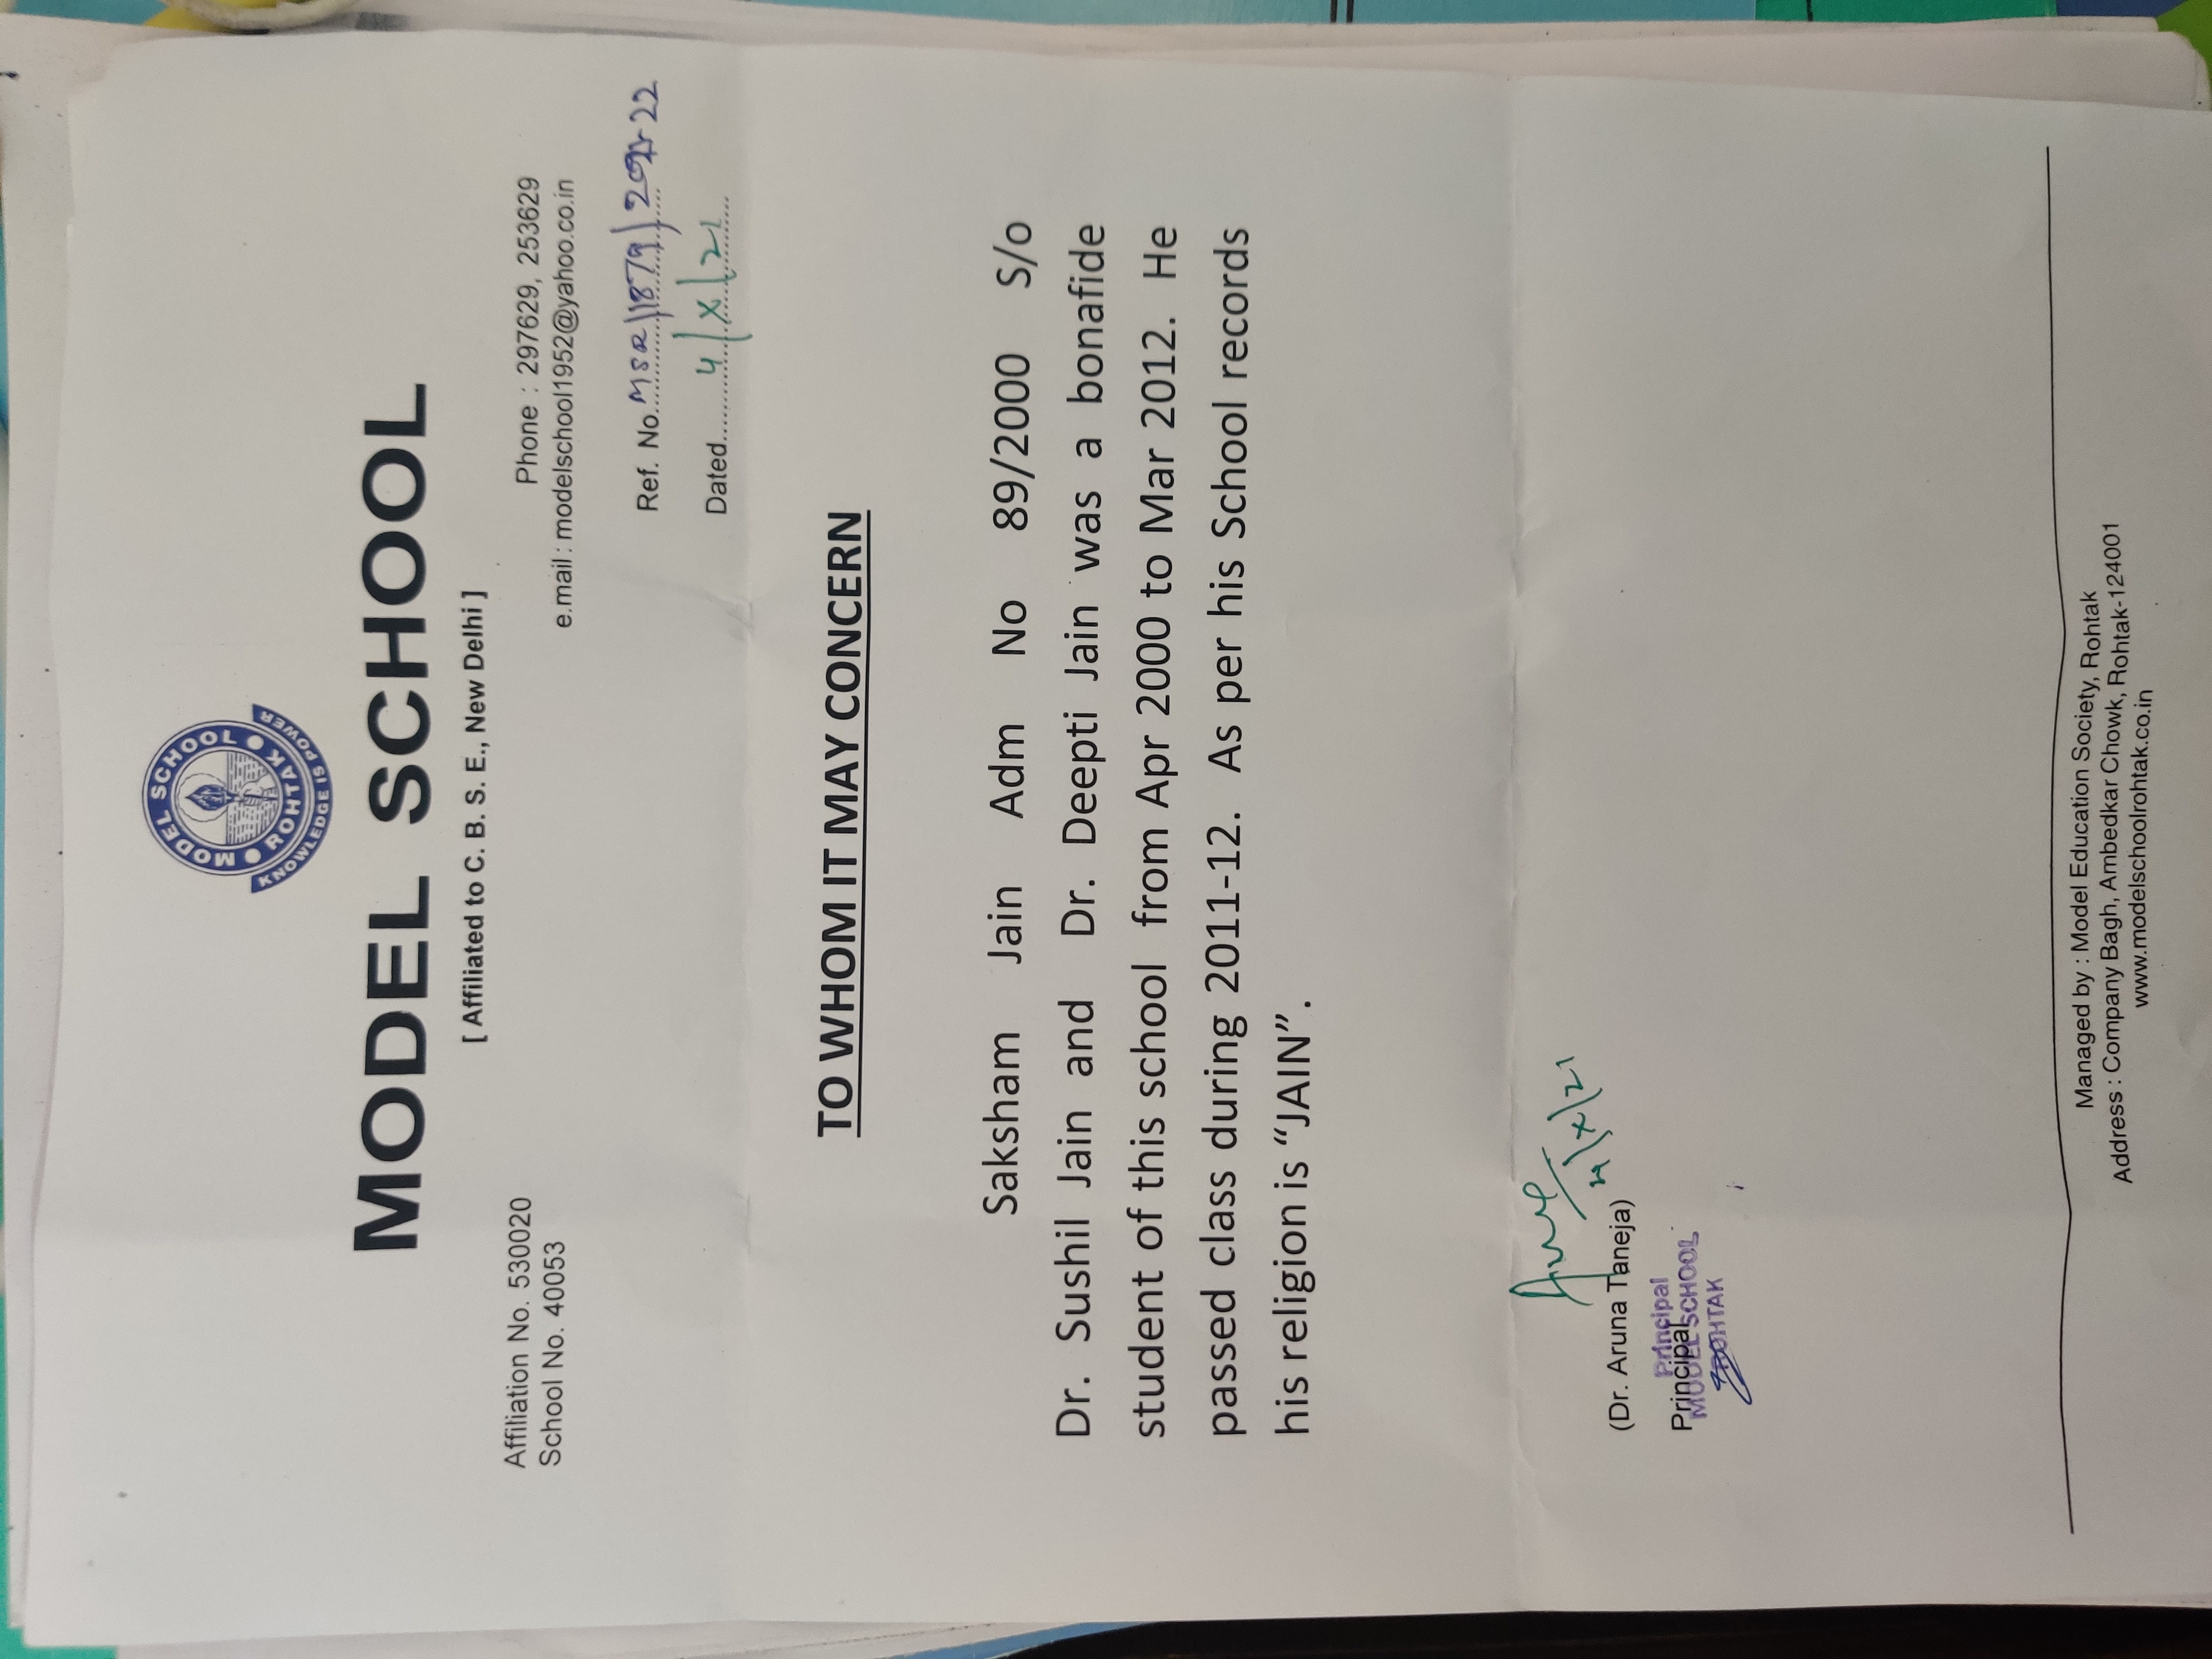 MODEL SCHOOL
ROHTAK
KNOWLEDGE IS POWER
MODEL SCHOOL
[ Affiliated to C. B. S. E., New Delhi ]
Affiliation No. 530020 Phone : 297629, 253629
School No. 40053 e.mail : modelschool1952@yahoo.co.in
Ref. No. MSR/1879/2021-22
Dated 4/X/21
TO WHOM IT MAY CONCERN
Saksham Jain Adm No 89/2000 S/o
Dr. Sushil Jain and Dr. Deepti Jain was a bonafide
student of this school from Apr 2000 to Mar 2012. He
passed class during 2011-12. As per his School records
his religion is “JAIN”.
4/X/21
(Dr. Aruna Taneja)
Principal
Principal
MODEL SCHOOL
ROHTAK
Managed by : Model Education Society, Rohtak
Address : Company Bagh, Ambedkar Chowk, Rohtak-124001
www.modelschoolrohtak.co.in